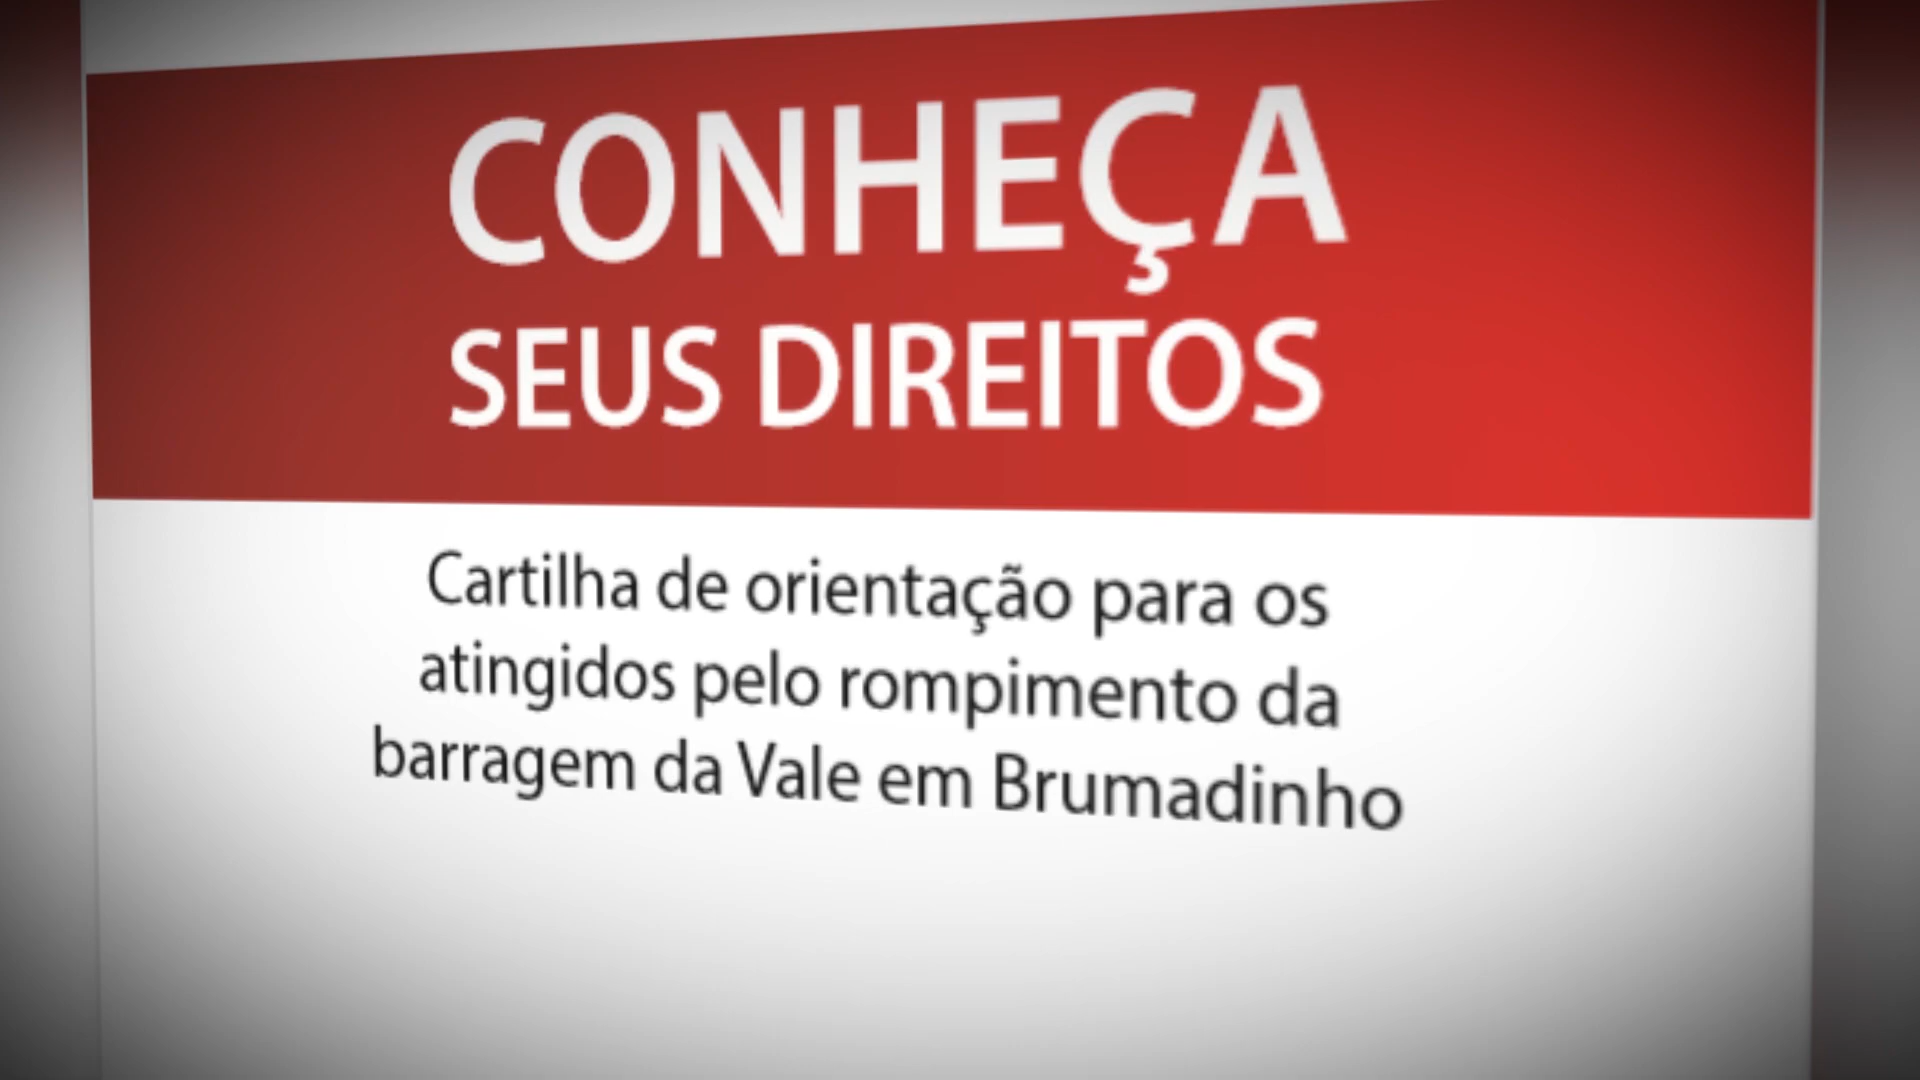 CONHEÇA
SEUS DIREITOS
Cartilha de orientação para os
atingidos pelo rompimento da
barragem da Vale em Brumadinho